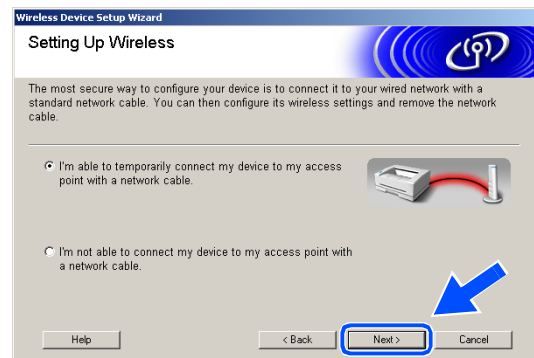 Wireless Device Setup Wizard
Setting Up Wireless
The most secure way to configure your device is to connect it to your wired network with a
standard network cable. You can then configure its wireless settings and remove the network
cable.
I'm able to temporarily connect my device to my access
point with a network cable.
I'm not able to connect my device to my access point with
a network cable.
Help
< Back
Next >
Cancel